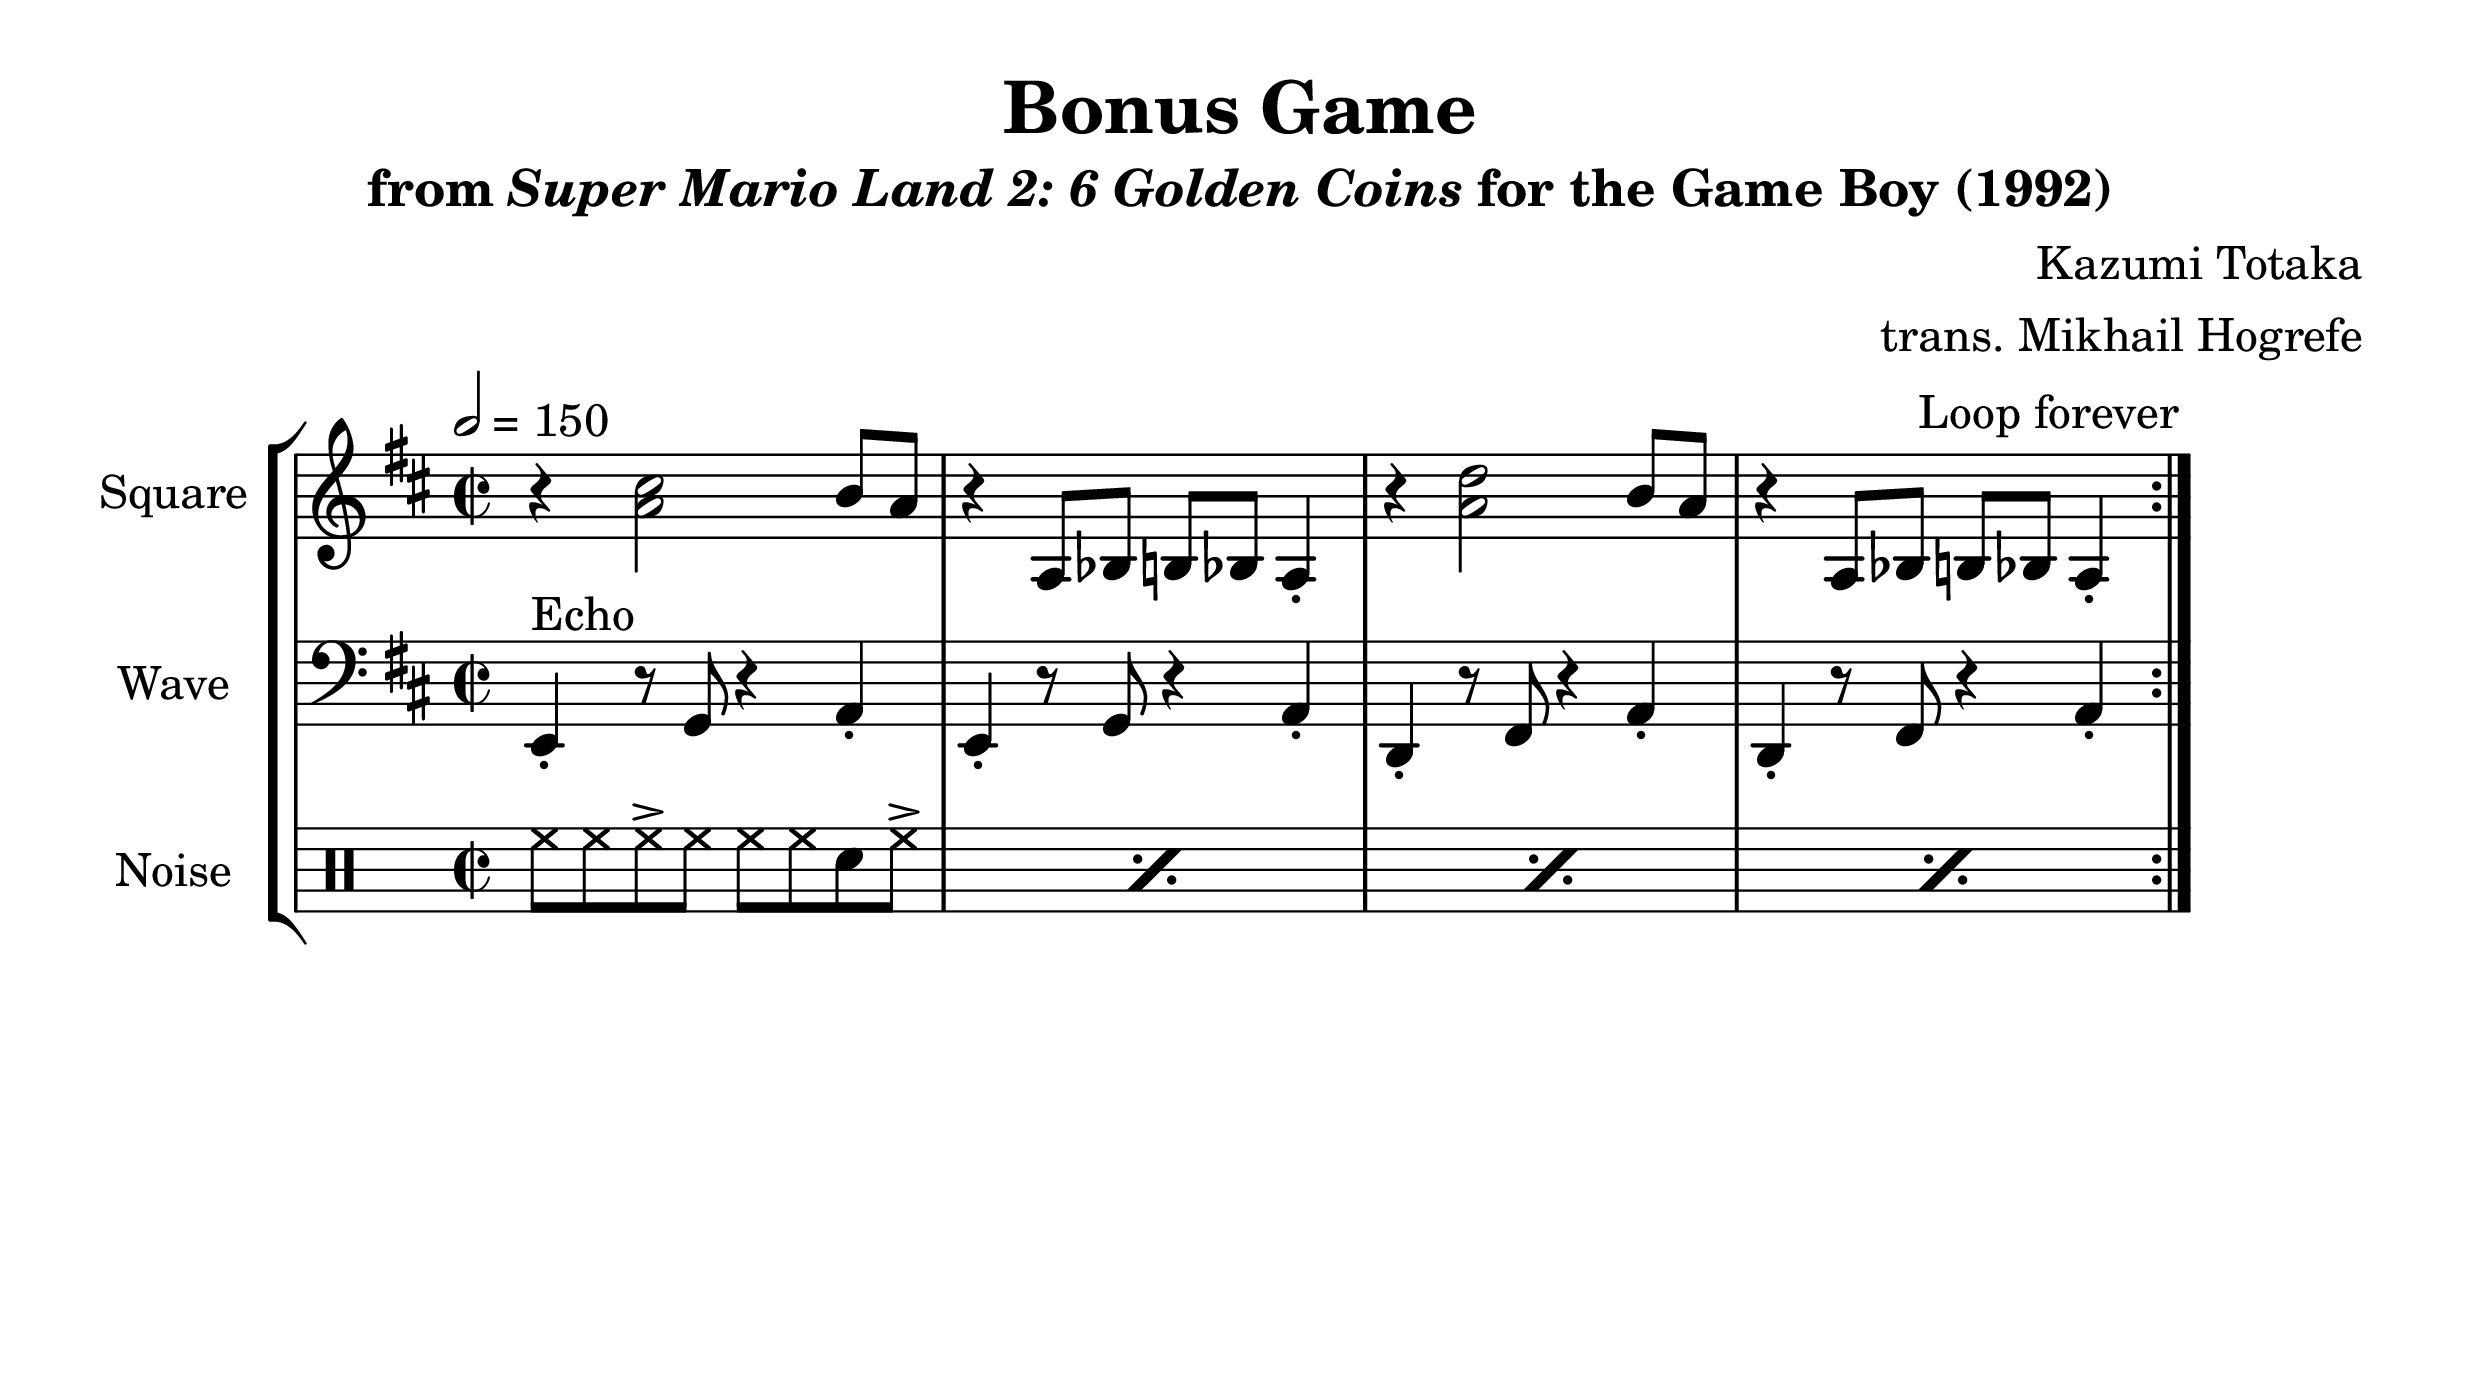 Bonus Game
from Super Mario Land 2: 6 Golden Coins for the Game Boy (1992)
Kazumi Totaka
trans. Mikhail Hogrefe
= 150
Loop forever
Square
Echo
Wave
Noise